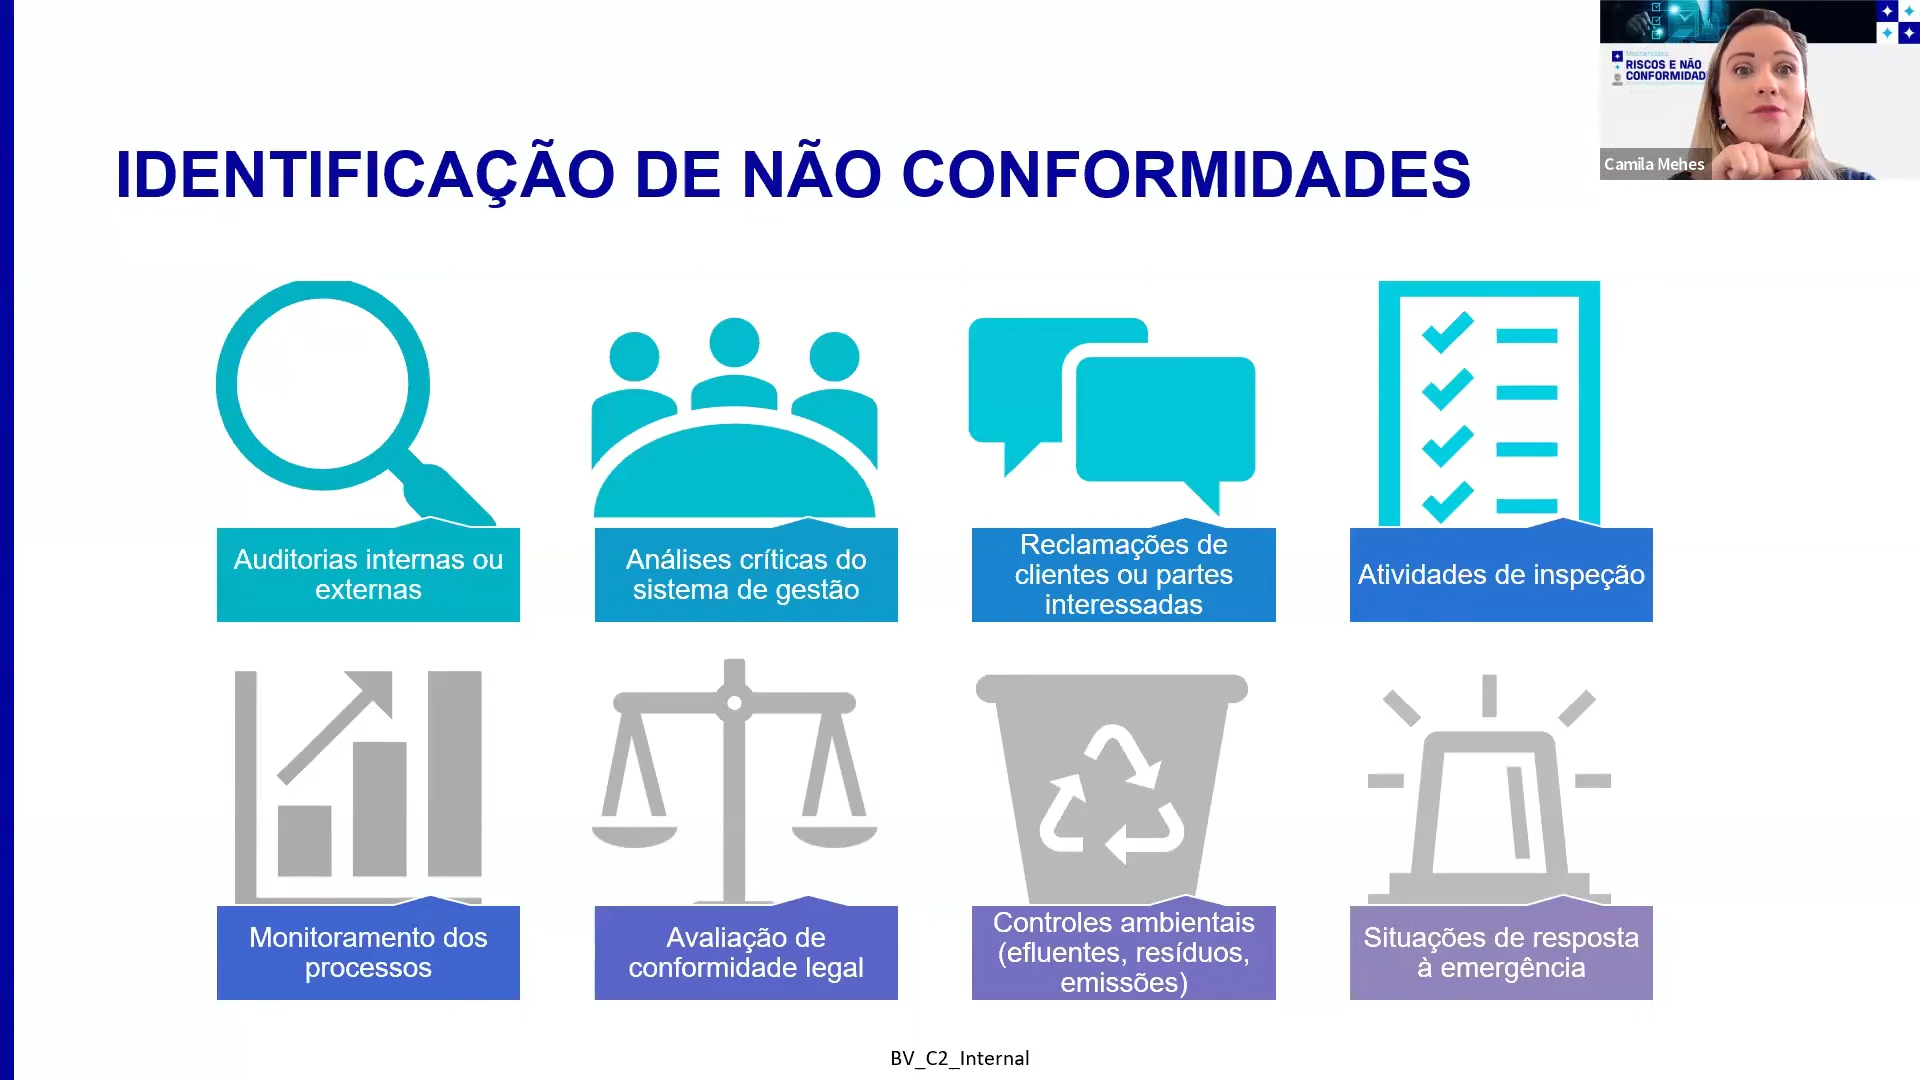 RISCOS E NÃO
CONFORMIDAD
Camila Mehes
IDENTIFICAÇÃO DE NÃO CONFORMIDADES
Auditorias internas ou
externas
Análises críticas do
sistema de gestão
Reclamações de
clientes ou partes
interessadas
Atividades de inspeção
Monitoramento dos
processos
Avaliação de
conformidade legal
Controles ambientais
(efluentes, resíduos,
emissões)
Situações de resposta
à emergência
BV_C2_Internal